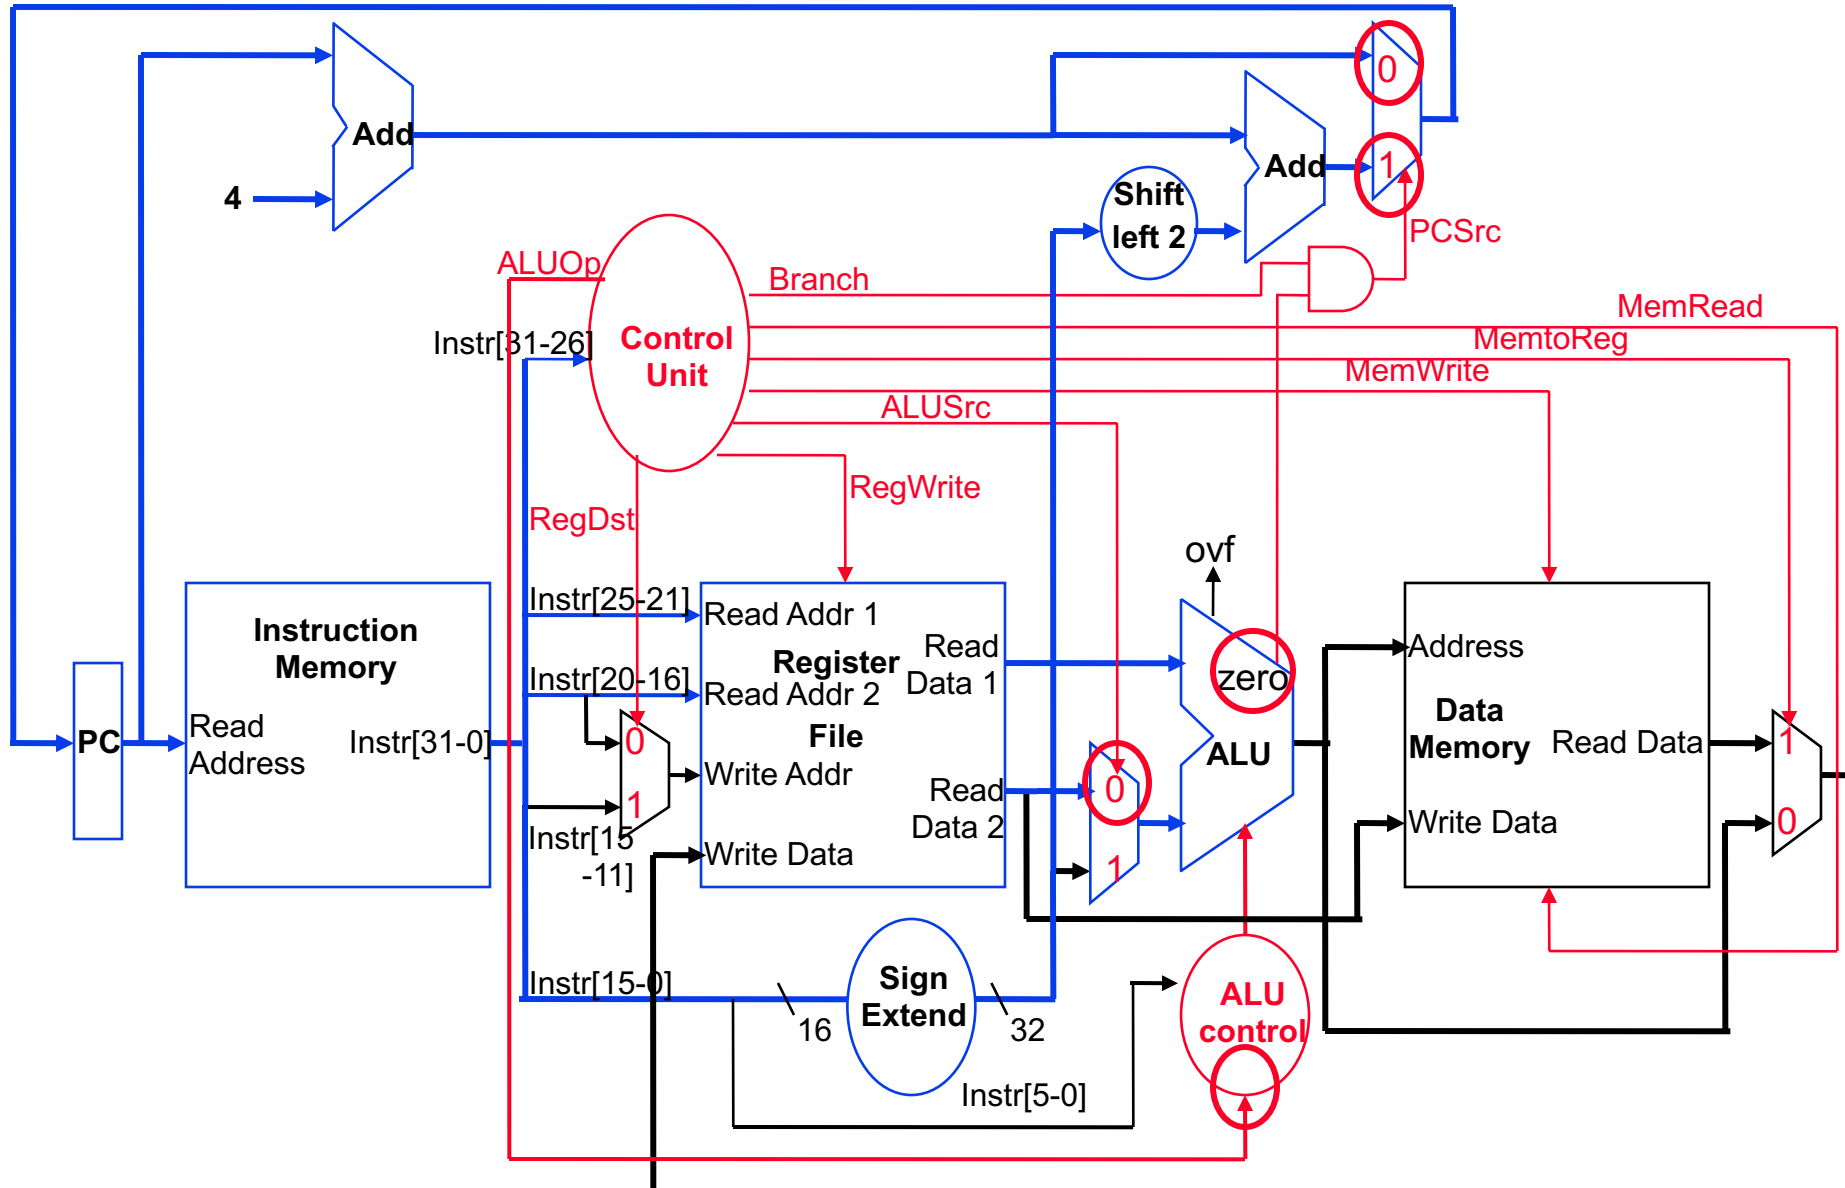 0
Add
Add
1
4
Shift
left 2
PCSrc
ALUOp
Branch
MemRead
Instr[31-26]
Control
Unit
MemtoReg
MemWrite
ALUSrc
RegWrite
RegDst
ovf
Instr[25-21]
Read Addr 1
Instruction
Memory
Register
Read
Data 1
Address
Instr[20-16]
Read Addr 2
zero
PC
Read
Address
Instr[31-0]
0
File
ALU
Data
Memory
Read Data
1
Write Addr
0
1
Read
Data 2
Write Data
0
Instr[15
-11]
Write Data
1
Instr[15-0]
Sign
Extend
16
32
ALU
control
Instr[5-0]